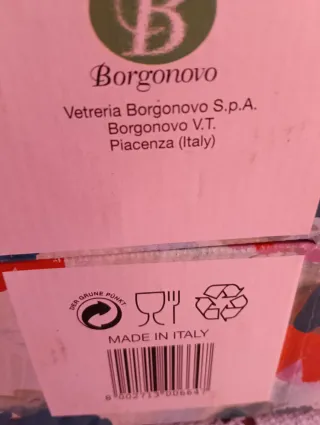 B
Borgonovo
Vetreria Borgonovo S.p.A.
Borgonovo V.T.
Piacenza (Italy)
DER GRÜNE PUNKT
MADE IN ITALY